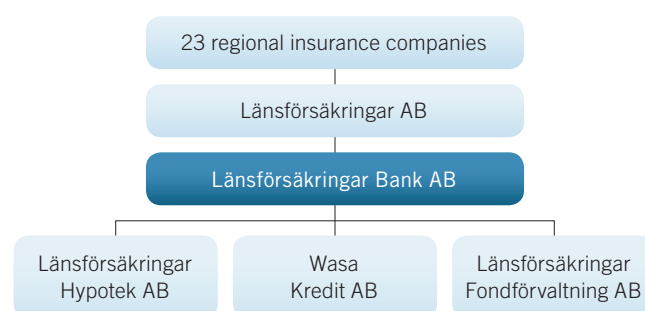 23 regional insurance companies
Länsförsäkringar AB
Länsförsäkringar Bank AB
Länsförsäkringar
Hypotek AB
Wasa
Kredit AB
Länsförsäkringar
Fondförvaltning AB